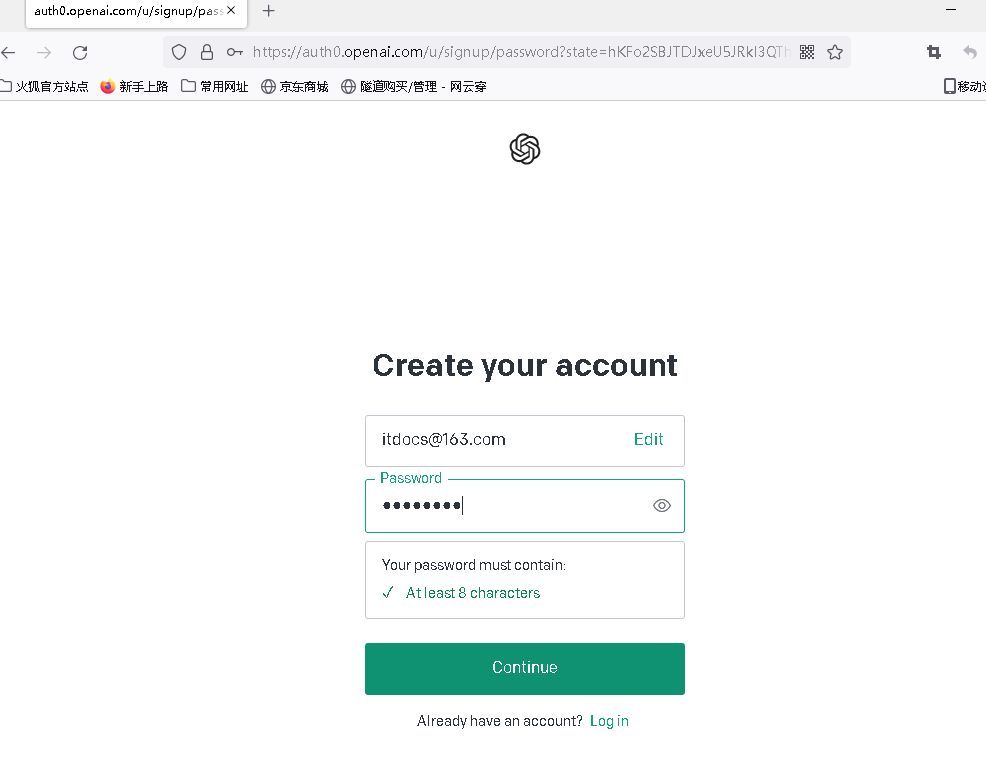 auth0.openai.com/u/signup/pass
https://auth0.openai.com/u/signup/password?state=hKFo2SBJTDJxeU5JRkI3QTh
火狐官方站点 新手上路 常用网址 京东商城 隧道购买/管理 - 网云穿 移动
Create your account
itdocs@163.com Edit
Password
Your password must contain:
✓ At least 8 characters
Continue
Already have an account? Log in